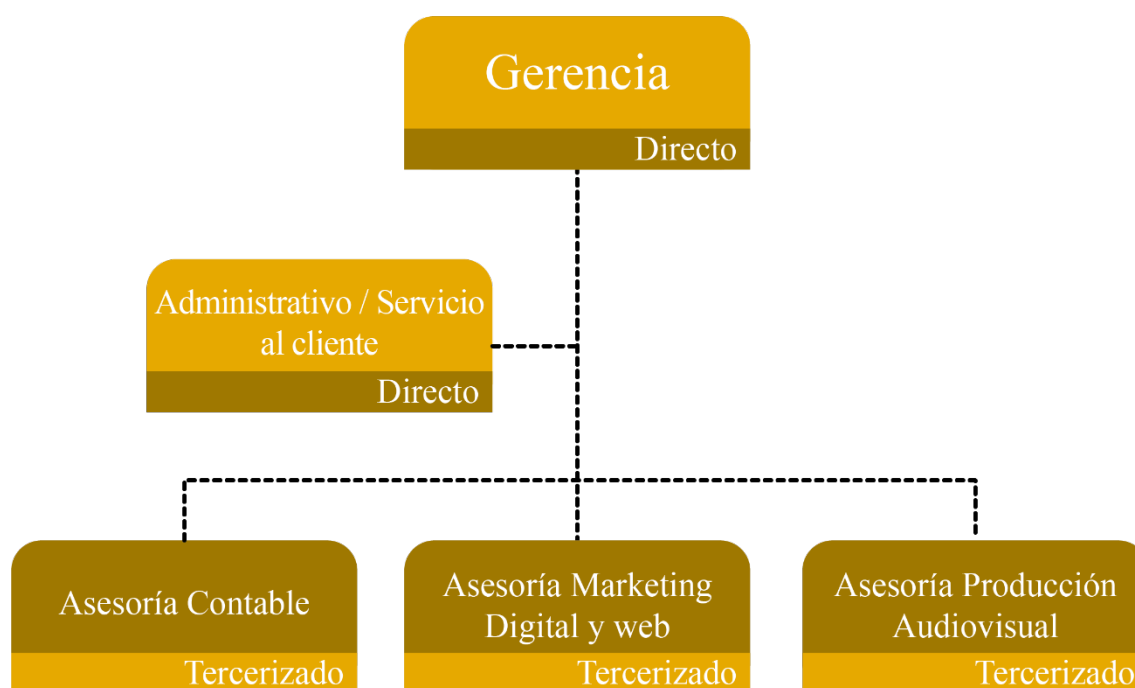 Gerencia
Directo
Administrativo / Servicio
al cliente
Directo
Asesoría Contable
Tercerizado
Asesoría Marketing
Digital y web
Tercerizado
Asesoría Producción
Audiovisual
Tercerizado